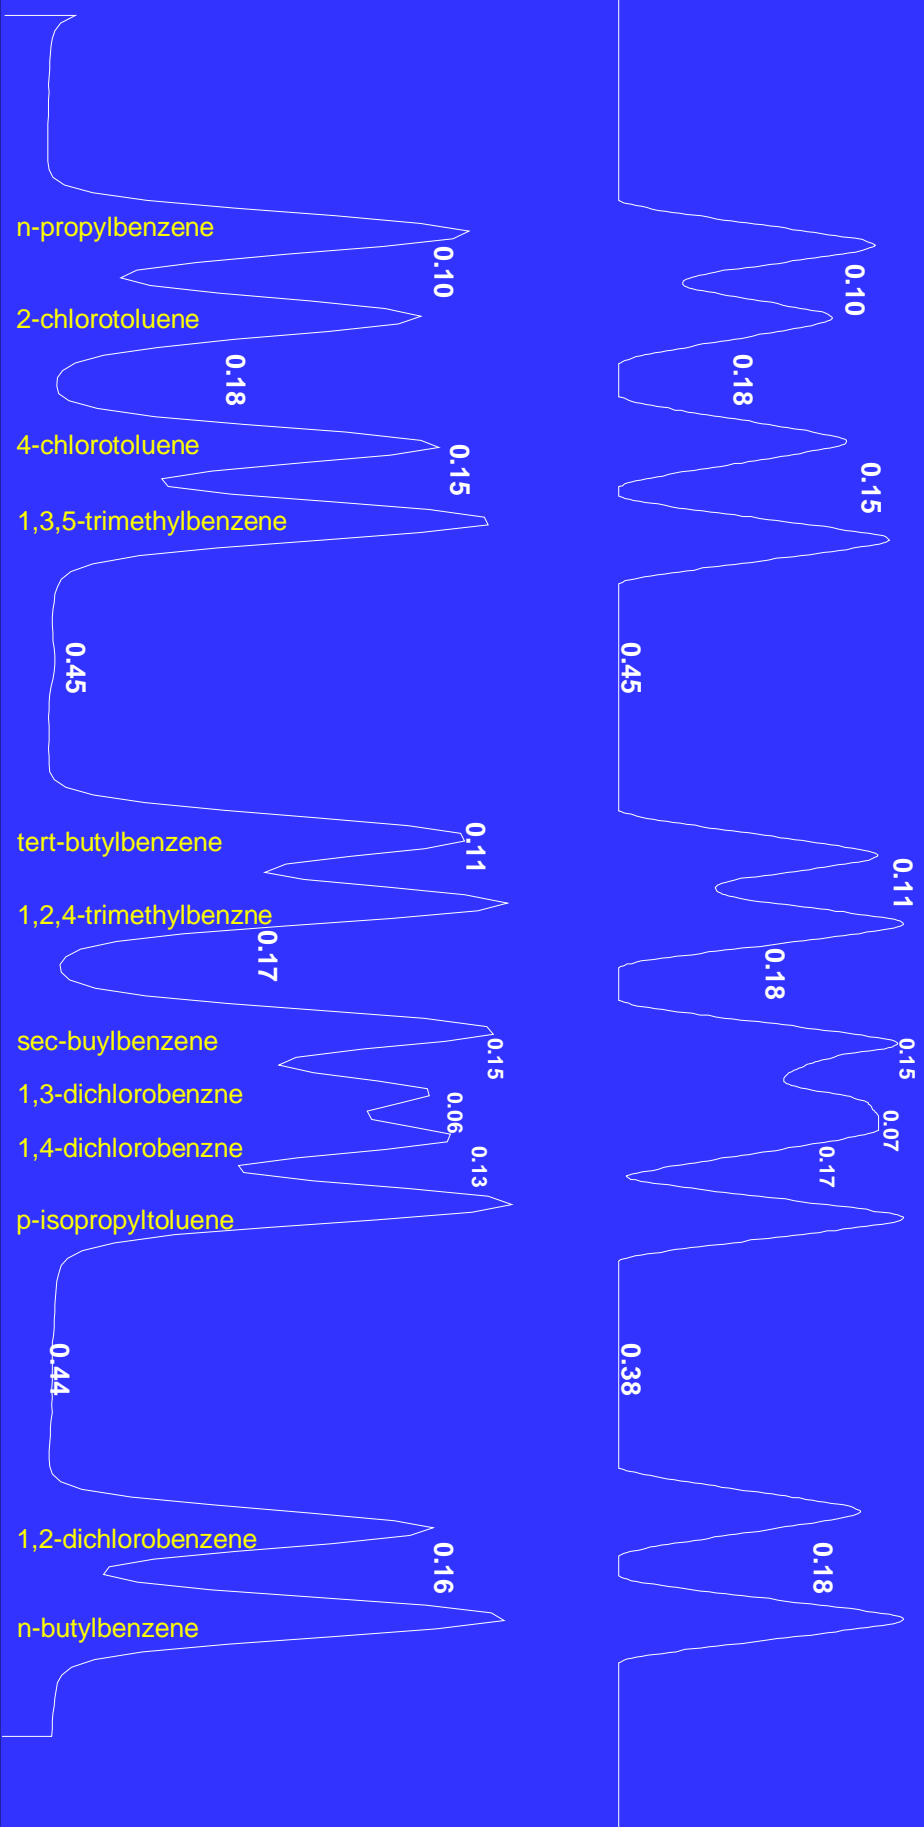 n-propylbenzene
0.10
0.10
2-chlorotoluene
0.18
0.18
4-chlorotoluene
0.15
0.15
1,3,5-trimethylbenzene
0.45
0.45
tert-butylbenzene
0.11
0.11
1,2,4-trimethylbenzne
0.17
0.18
sec-buylbenzene
0.15
0.15
1,3-dichlorobenzne
0.06
0.07
1,4-dichlorobenzne
0.13
0.17
p-isopropyltoluene
0.44
0.38
1,2-dichlorobenzene
0.16
0.18
n-butylbenzene